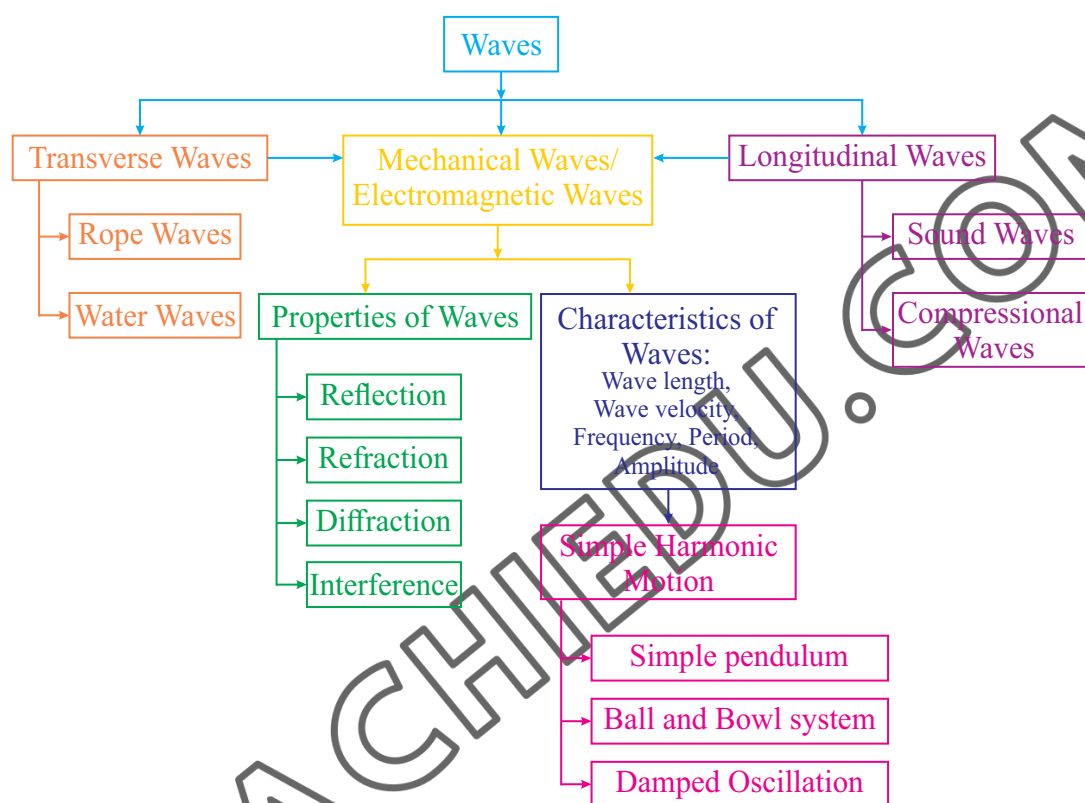 Waves
Transverse Waves
Mechanical Waves/
Electromagnetic Waves
Longitudinal Waves
Rope Waves
Water Waves
Sound Waves
Compressional
Waves
Properties of Waves
Reflection
Refraction
Diffraction
Interference
Characteristics of
Waves:
Wave length,
Wave velocity,
Frequency, Period,
Amplitude
Simple Harmonic
Motion
Simple pendulum
Ball and Bowl system
Damped Oscillation
ACHIEDU.COM